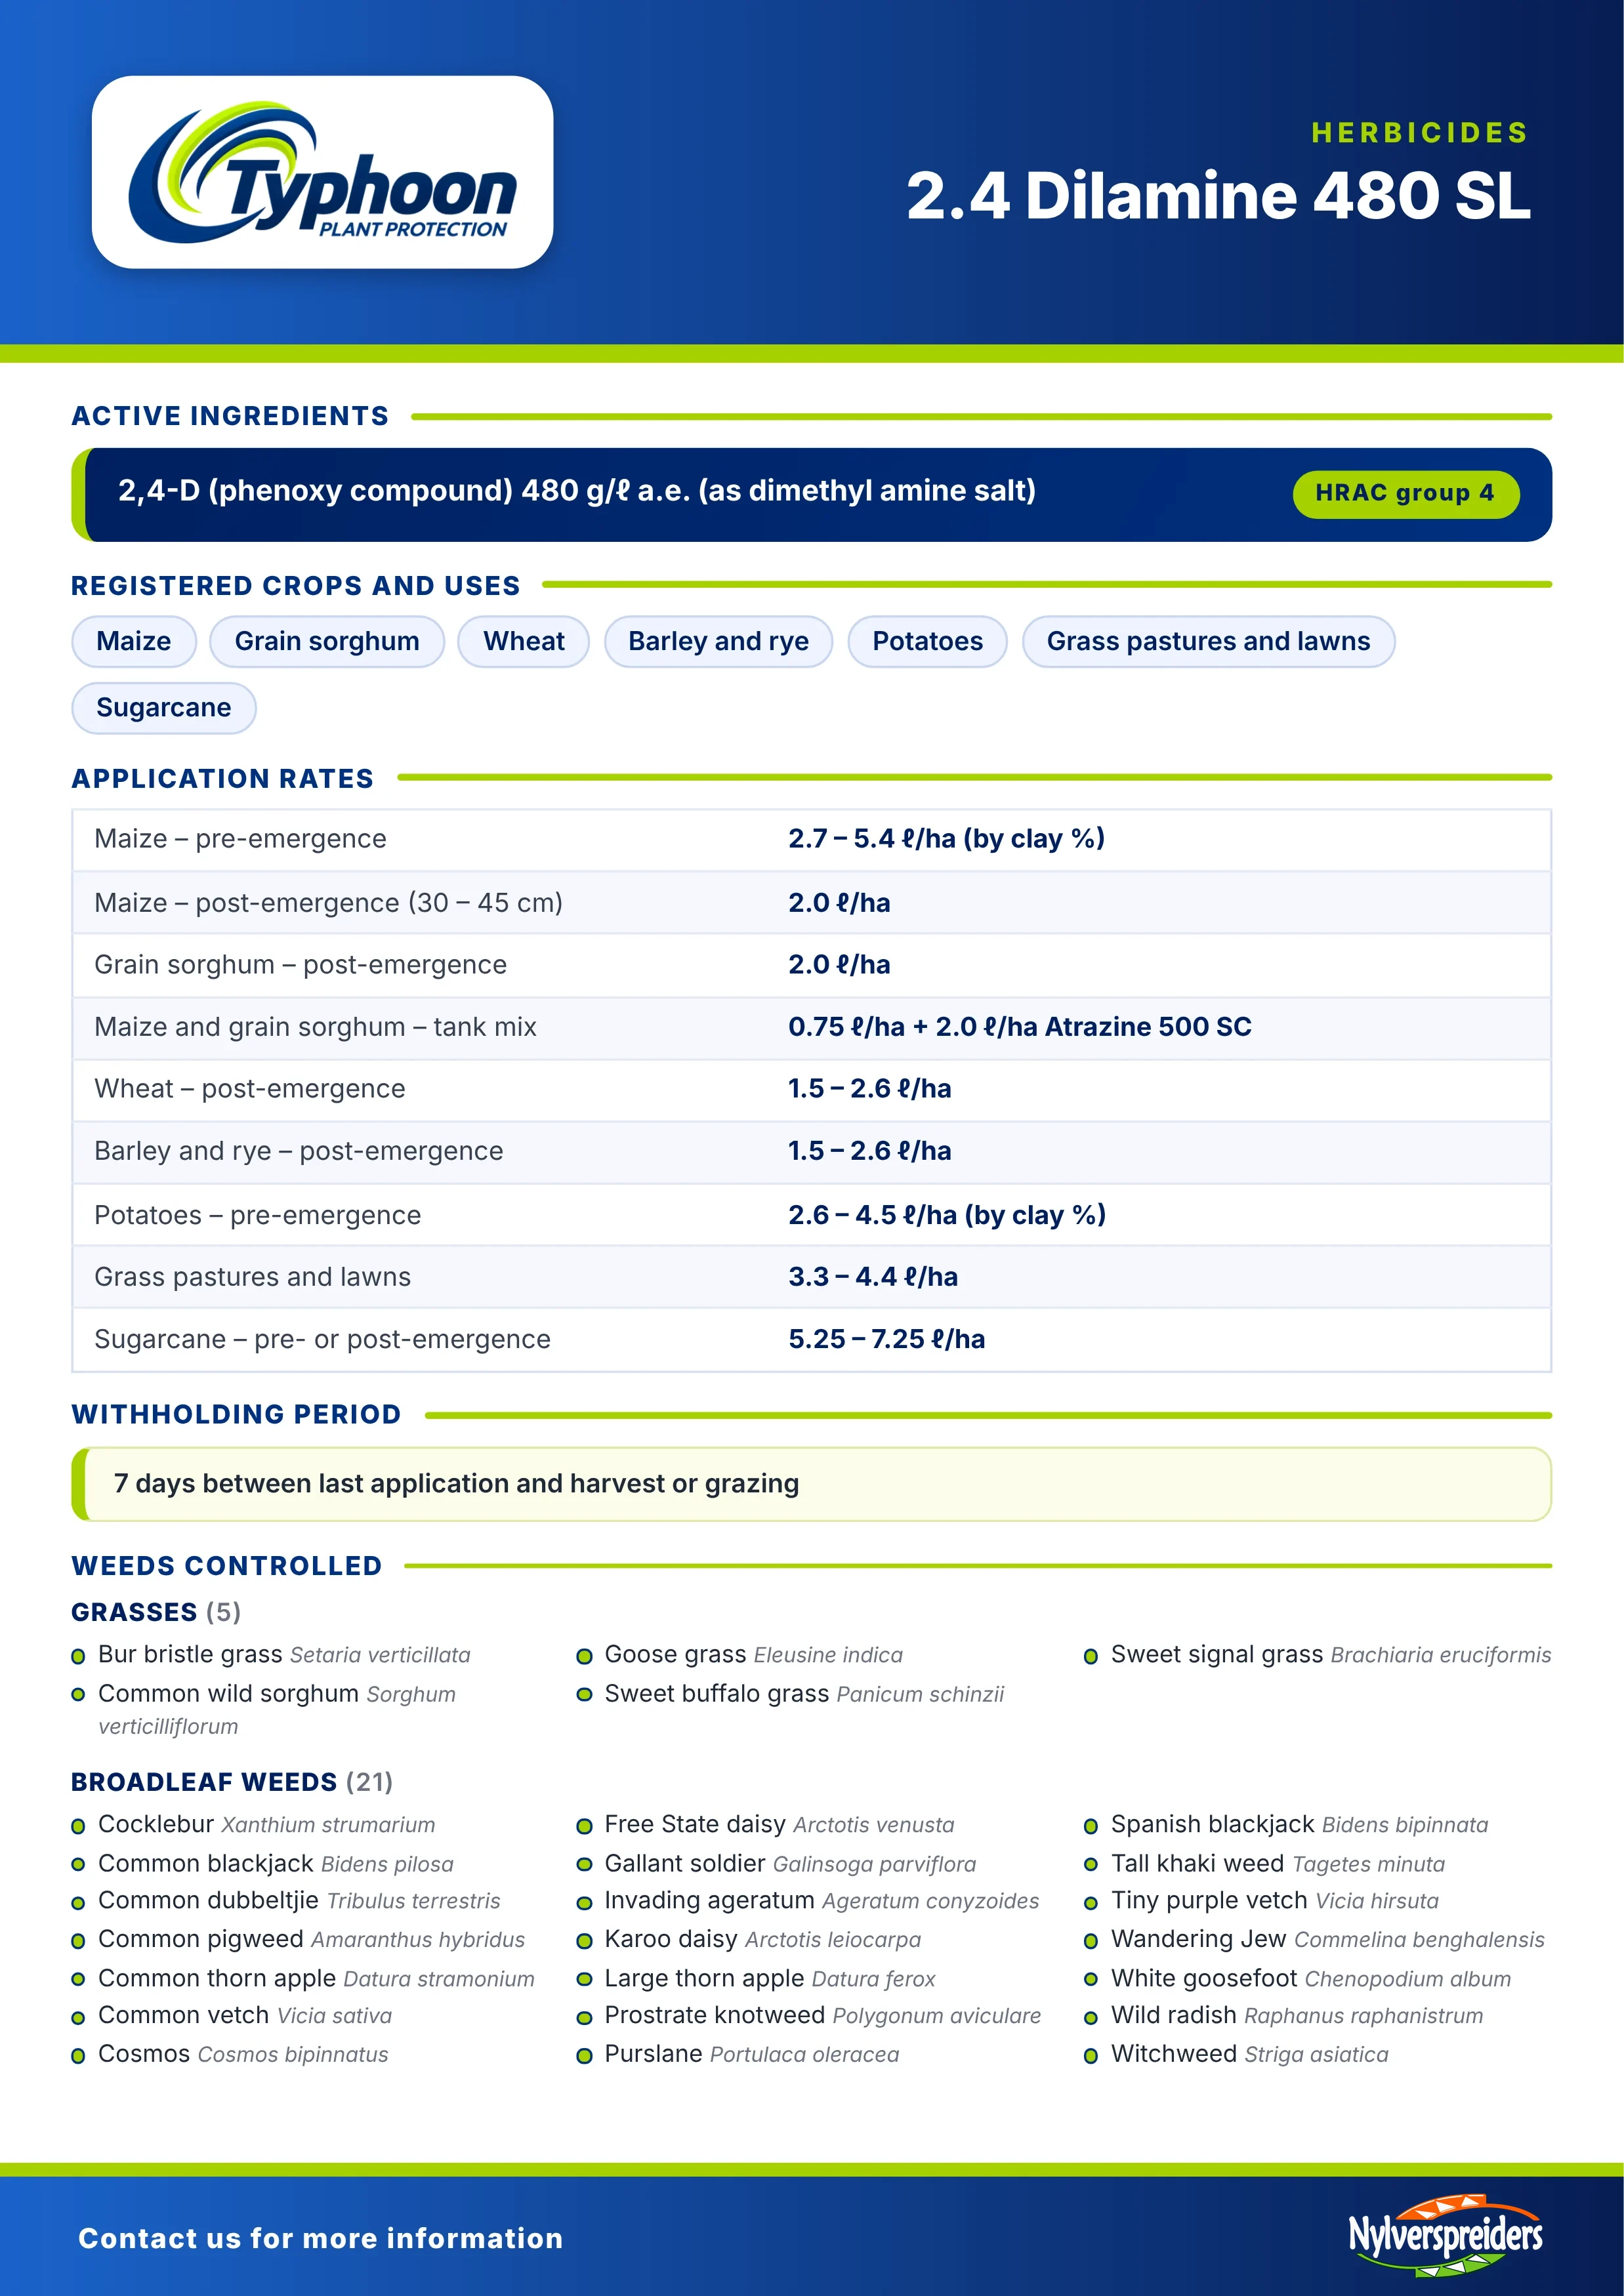 Typhoon
PLANT PROTECTION
HERBICIDES
2.4 Dilamine 480 SL
ACTIVE INGREDIENTS
2,4-D (phenoxy compound) 480 g/ℓ a.e. (as dimethyl amine salt)
HRAC group 4
REGISTERED CROPS AND USES
Maize Grain sorghum Wheat Barley and rye Potatoes Grass pastures and lawns
Sugarcane
APPLICATION RATES
Maize – pre-emergence 2.7 – 5.4 ℓ/ha (by clay %)
Maize – post-emergence (30 – 45 cm) 2.0 ℓ/ha
Grain sorghum – post-emergence 2.0 ℓ/ha
Maize and grain sorghum – tank mix 0.75 ℓ/ha + 2.0 ℓ/ha Atrazine 500 SC
Wheat – post-emergence 1.5 – 2.6 ℓ/ha
Barley and rye – post-emergence 1.5 – 2.6 ℓ/ha
Potatoes – pre-emergence 2.6 – 4.5 ℓ/ha (by clay %)
Grass pastures and lawns 3.3 – 4.4 ℓ/ha
Sugarcane – pre- or post-emergence 5.25 – 7.25 ℓ/ha
WITHHOLDING PERIOD
7 days between last application and harvest or grazing
WEEDS CONTROLLED
GRASSES (5)
Bur bristle grass Setaria verticillata
Common wild sorghum Sorghum
verticilliflorum
Goose grass Eleusine indica
Sweet buffalo grass Panicum schinzii
Sweet signal grass Brachiaria eruciformis
BROADLEAF WEEDS (21)
Cocklebur Xanthium strumarium
Common blackjack Bidens pilosa
Common dubbeltjie Tribulus terrestris
Common pigweed Amaranthus hybridus
Common thorn apple Datura stramonium
Common vetch Vicia sativa
Cosmos Cosmos bipinnatus
Free State daisy Arctotis venusta
Gallant soldier Galinsoga parviflora
Invading ageratum Ageratum conyzoides
Karoo daisy Arctotis leiocarpa
Large thorn apple Datura ferox
Prostrate knotweed Polygonum aviculare
Purslane Portulaca oleracea
Spanish blackjack Bidens bipinnata
Tall khaki weed Tagetes minuta
Tiny purple vetch Vicia hirsuta
Wandering Jew Commelina benghalensis
White goosefoot Chenopodium album
Wild radish Raphanus raphanistrum
Witchweed Striga asiatica
Contact us for more information
Nylverspreiders